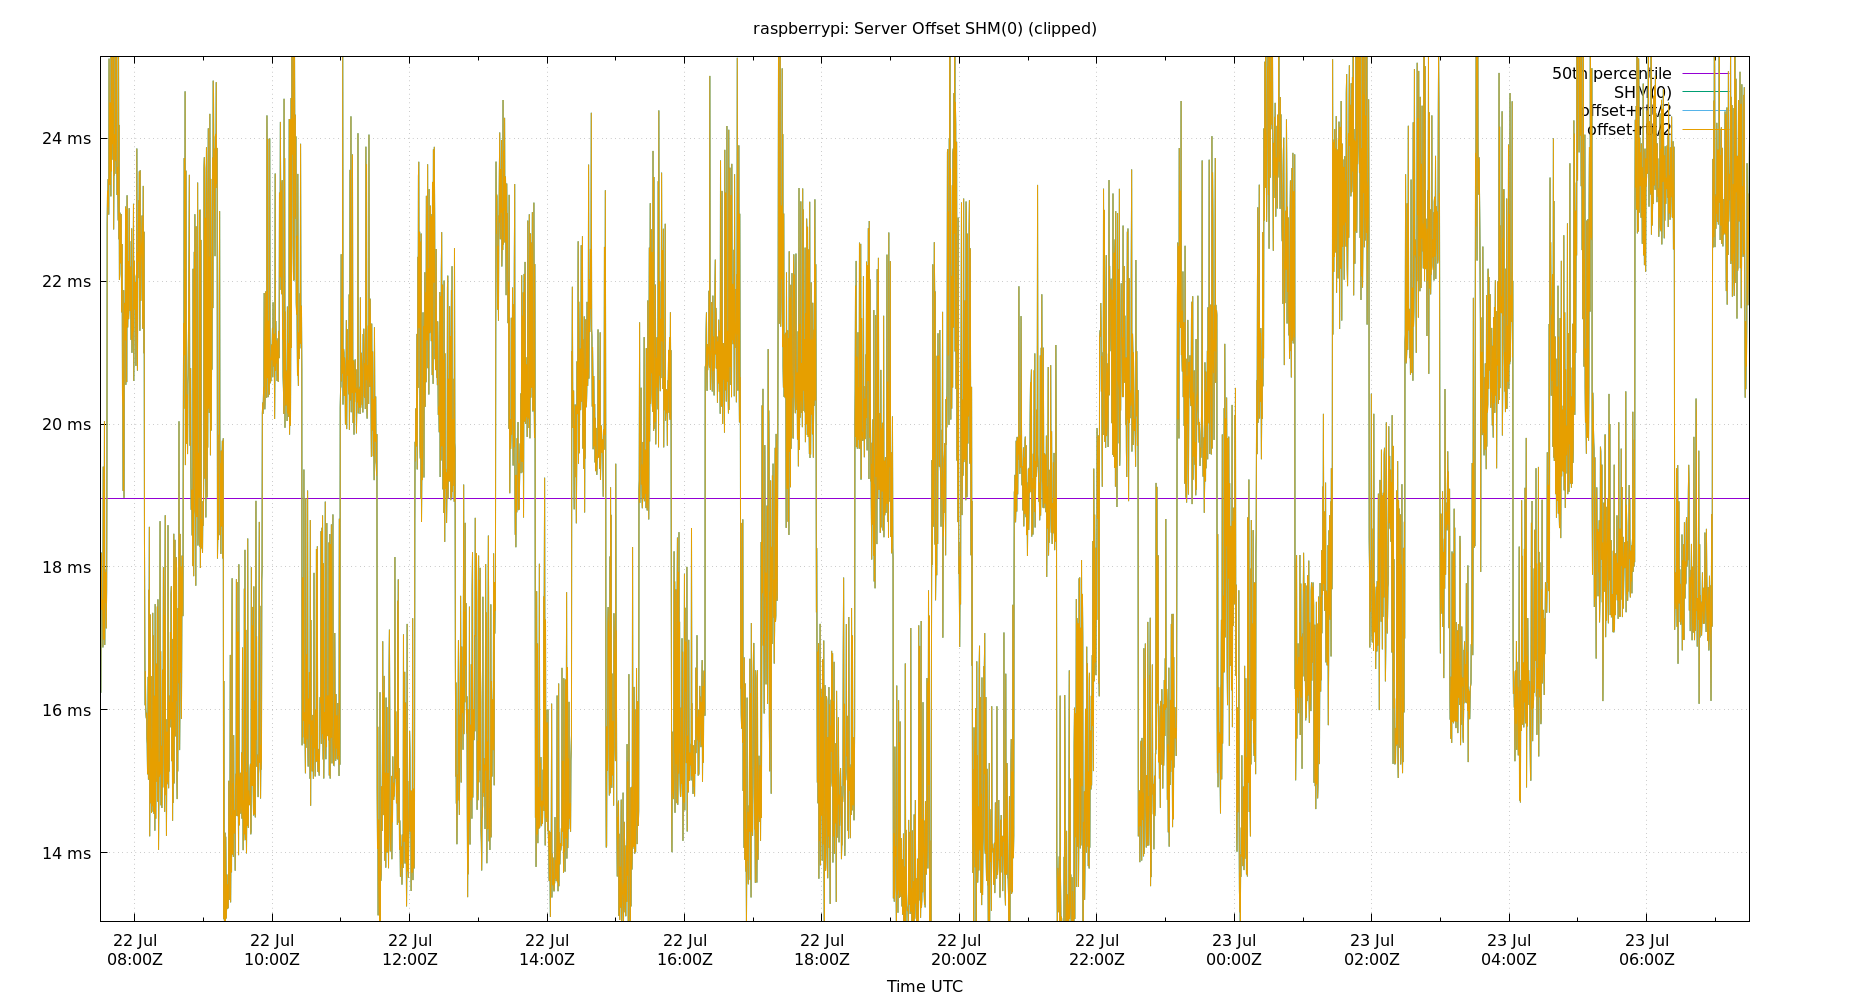 raspberrypi: Server Offset SHM(0) (clipped)
50th percentile
SHM(0)
offset+rtt/2
offset-rtt/2
24 ms
22 ms
20 ms
18 ms
16 ms
14 ms
22 Jul 22 Jul 22 Jul 22 Jul 22 Jul 22 Jul 22 Jul 22 Jul 23 Jul 23 Jul 23 Jul 23 Jul
08:00Z 10:00Z 12:00Z 14:00Z 16:00Z 18:00Z 20:00Z 22:00Z 00:00Z 02:00Z 04:00Z 06:00Z
Time UTC